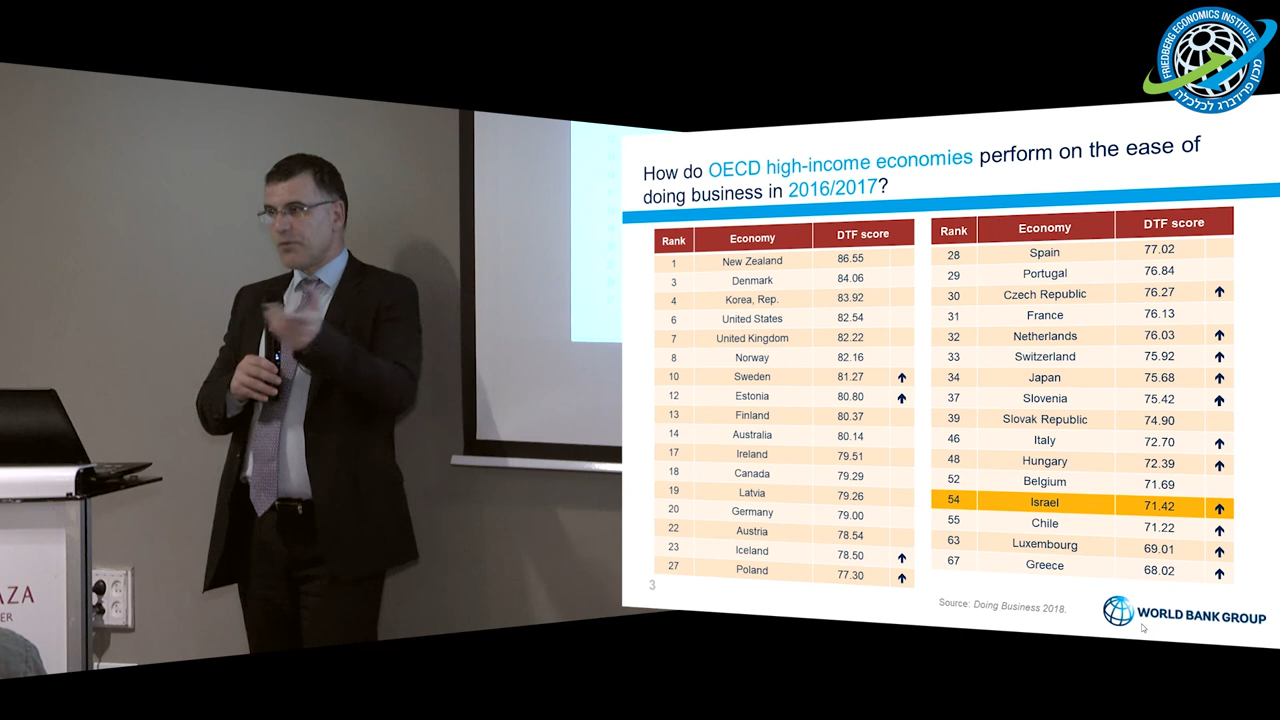 FRIEDBERG ECONOMICS INSTITUTE
מכון פרידברג לכלכלה
How do OECD high-income economies perform on the ease of
doing business in 2016/2017?
Rank Economy DTF score
1 New Zealand 86.55
3 Denmark 84.06
4 Korea, Rep. 83.92
6 United States 82.54
7 United Kingdom 82.22
8 Norway 82.16
10 Sweden 81.27
12 Estonia 80.80
13 Finland 80.37
14 Australia 80.14
17 Ireland 79.51
18 Canada 79.29
19 Latvia 79.26
20 Germany 79.00
22 Austria 78.54
23 Iceland 78.50
27 Poland 77.30
Rank Economy DTF score
28 Spain 77.02
29 Portugal 76.84
30 Czech Republic 76.27
31 France 76.13
32 Netherlands 76.03
33 Switzerland 75.92
34 Japan 75.68
37 Slovenia 75.42
39 Slovak Republic 74.90
46 Italy 72.70
48 Hungary 72.39
52 Belgium 71.69
54 Israel 71.42
55 Chile 71.22
63 Luxembourg 69.01
67 Greece 68.02
3
Source: Doing Business 2018.
WORLD BANK GROUP
AZA
ER